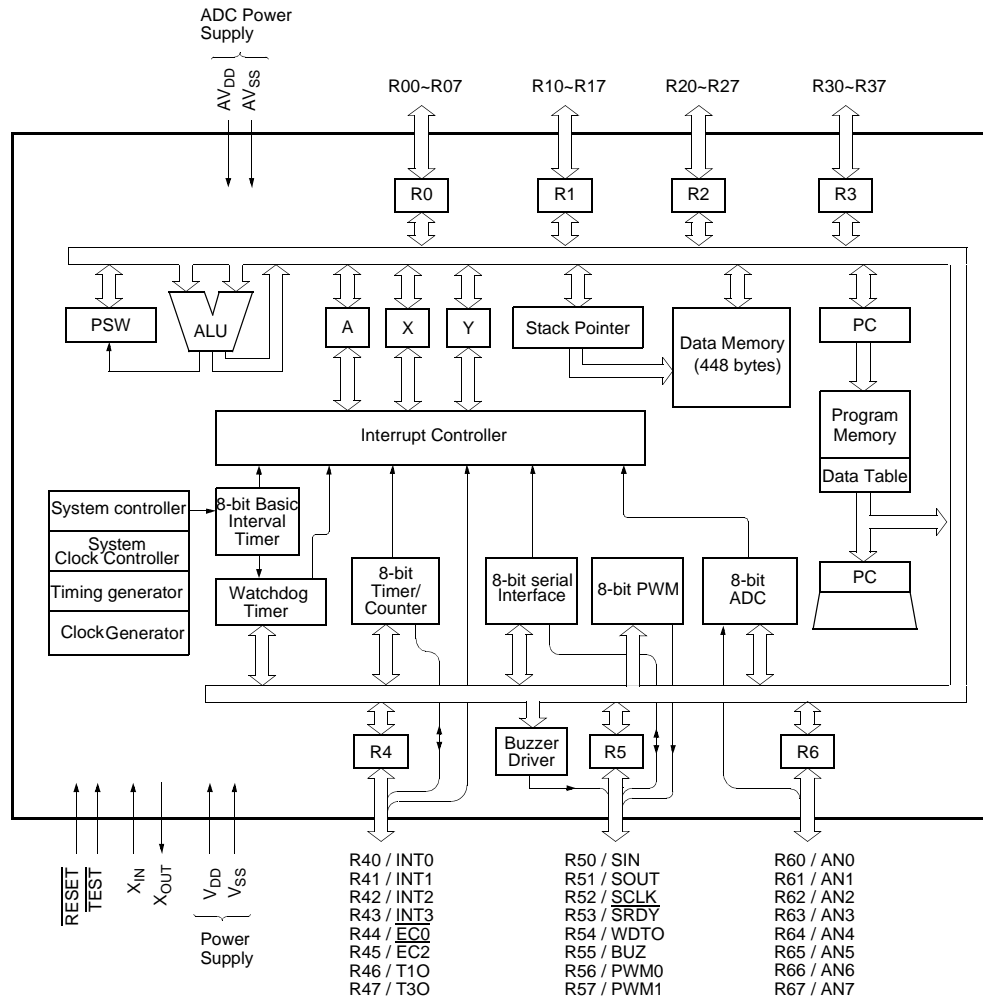 ADC Power
Supply
AVDD
AVSS
R00~R07
R10~R17
R20~R27
R30~R37
R0
R1
R2
R3
PSW
ALU
A
X
Y
Stack Pointer
Data Memory
(448 bytes)
PC
Program
Memory
Data Table
Interrupt Controller
System controller
System
Clock Controller
Timing generator
Clock Generator
8-bit Basic
Interval
Timer
Watchdog
Timer
8-bit
Timer/
Counter
8-bit serial
Interface
8-bit PWM
8-bit
ADC
PC
R4
Buzzer
Driver
R5
R6
RESET
TEST
XIN
XOUT
VDD
VSS
Power
Supply
R40 / INT0
R41 / INT1
R42 / INT2
R43 / INT3
R44 / EC0
R45 / EC2
R46 / T1O
R47 / T3O
R50 / SIN
R51 / SOUT
R52 / SCLK
R53 / SRDY
R54 / WDTO
R55 / BUZ
R56 / PWM0
R57 / PWM1
R60 / AN0
R61 / AN1
R62 / AN2
R63 / AN3
R64 / AN4
R65 / AN5
R66 / AN6
R67 / AN7